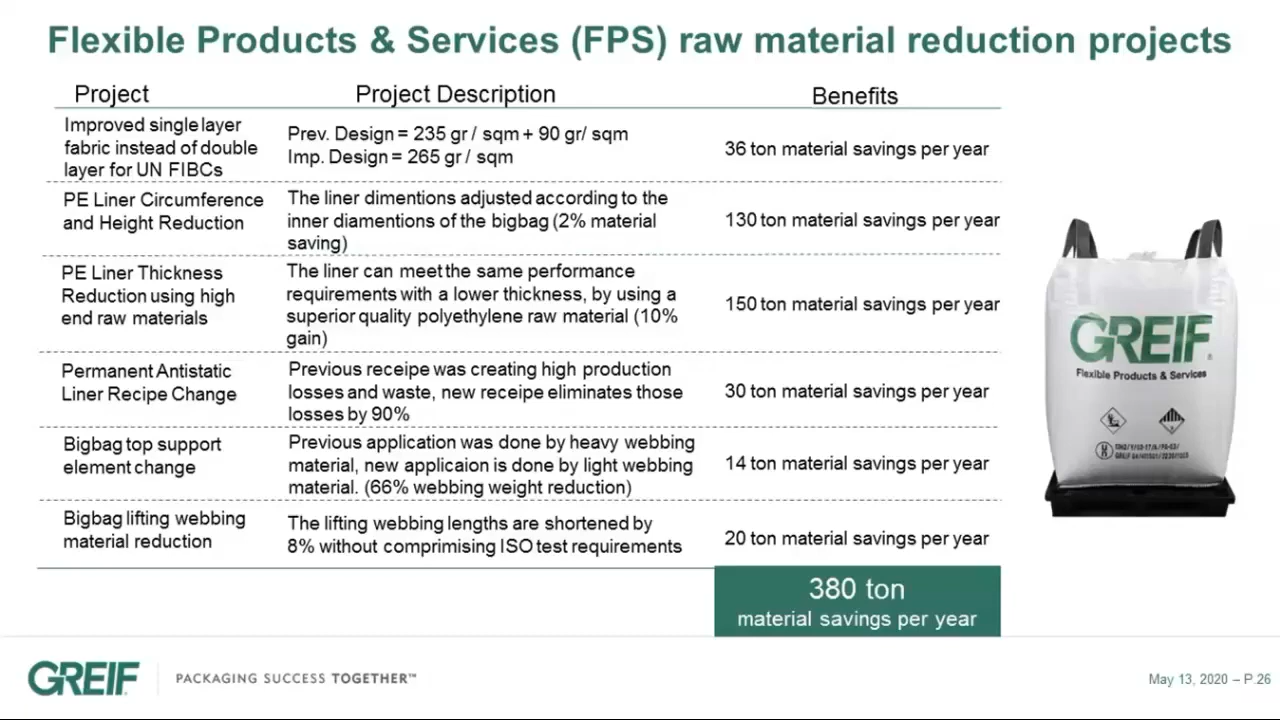 Flexible Products & Services (FPS) raw material reduction projects
Project
Project Description
Benefits
Improved single layer
fabric instead of double
layer for UN FIBCs
Prev. Design = 235 gr / sqm + 90 gr/ sqm
Imp. Design = 265 gr / sqm
36 ton material savings per year
PE Liner Circumference
and Height Reduction
The liner dimentions adjusted according to the
inner diamentions of the bigbag (2% material
saving)
130 ton material savings per year
PE Liner Thickness
Reduction using high
end raw materials
The liner can meet the same performance
requirements with a lower thickness, by using a
superior quality polyethylene raw material (10%
gain)
150 ton material savings per year
Permanent Antistatic
Liner Recipe Change
Previous receipe was creating high production
losses and waste, new receipe eliminates those
losses by 90%
30 ton material savings per year
Bigbag top support
element change
Previous application was done by heavy webbing
material, new applicaion is done by light webbing
material. (66% webbing weight reduction)
14 ton material savings per year
Bigbag lifting webbing
material reduction
The lifting webbing lengths are shortened by
8% without comprimising ISO test requirements
20 ton material savings per year
380 ton
material savings per year
GREIF
Flexible Products & Services
GREIF
PACKAGING SUCCESS TOGETHER™
May 13, 2020 – P.26